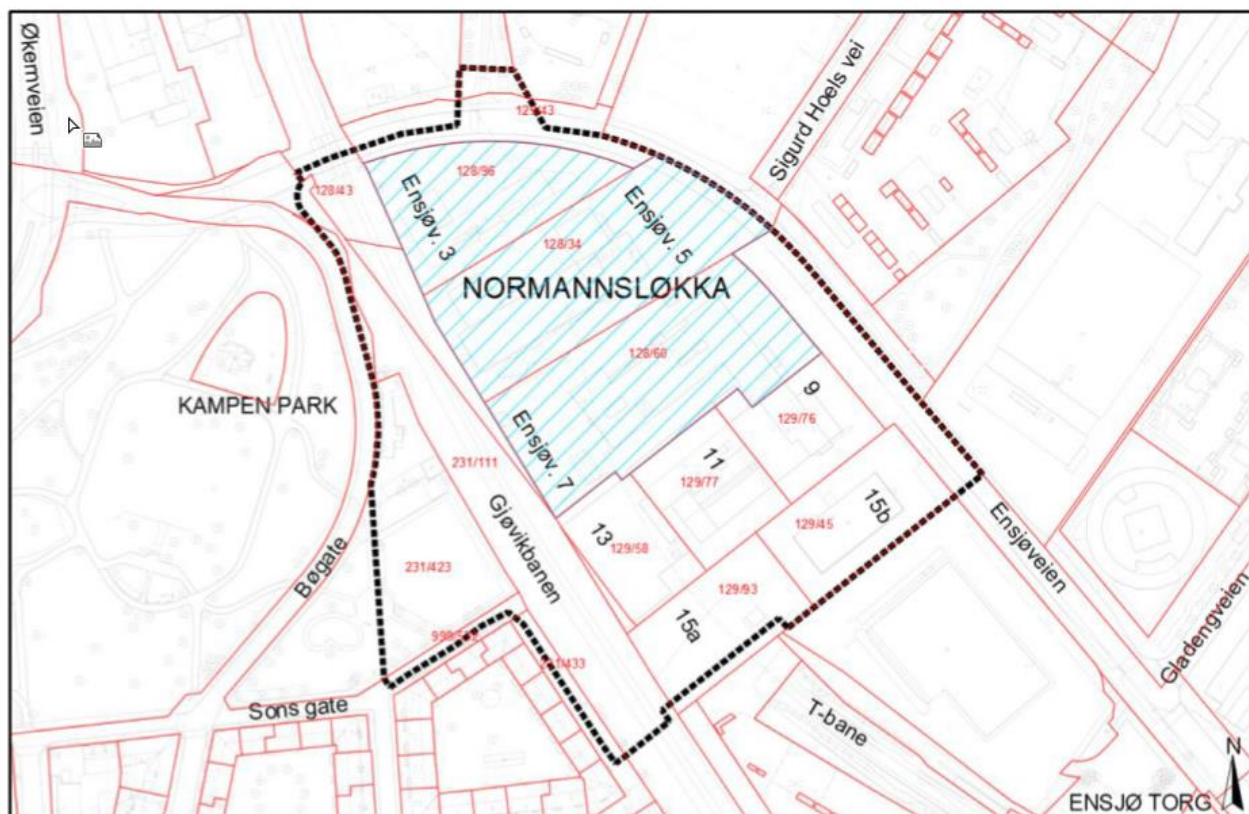 Økernveien
129/43
Sigurd Hoels vei
128/43
128/96
Ensjøv. 3
128/34
Ensjøv. 5
NORMANNSLØKKA
128/60
KAMPEN PARK
9
129/76
Ensjøv. 7
11
129/77
231/111
Gjøvikbanen
13
129/58
15b
129/45
Ensjøveien
Bøgate
231/423
129/93
15a
Gladengveien
Sons gate
T-bane
N
ENSJØ TORG